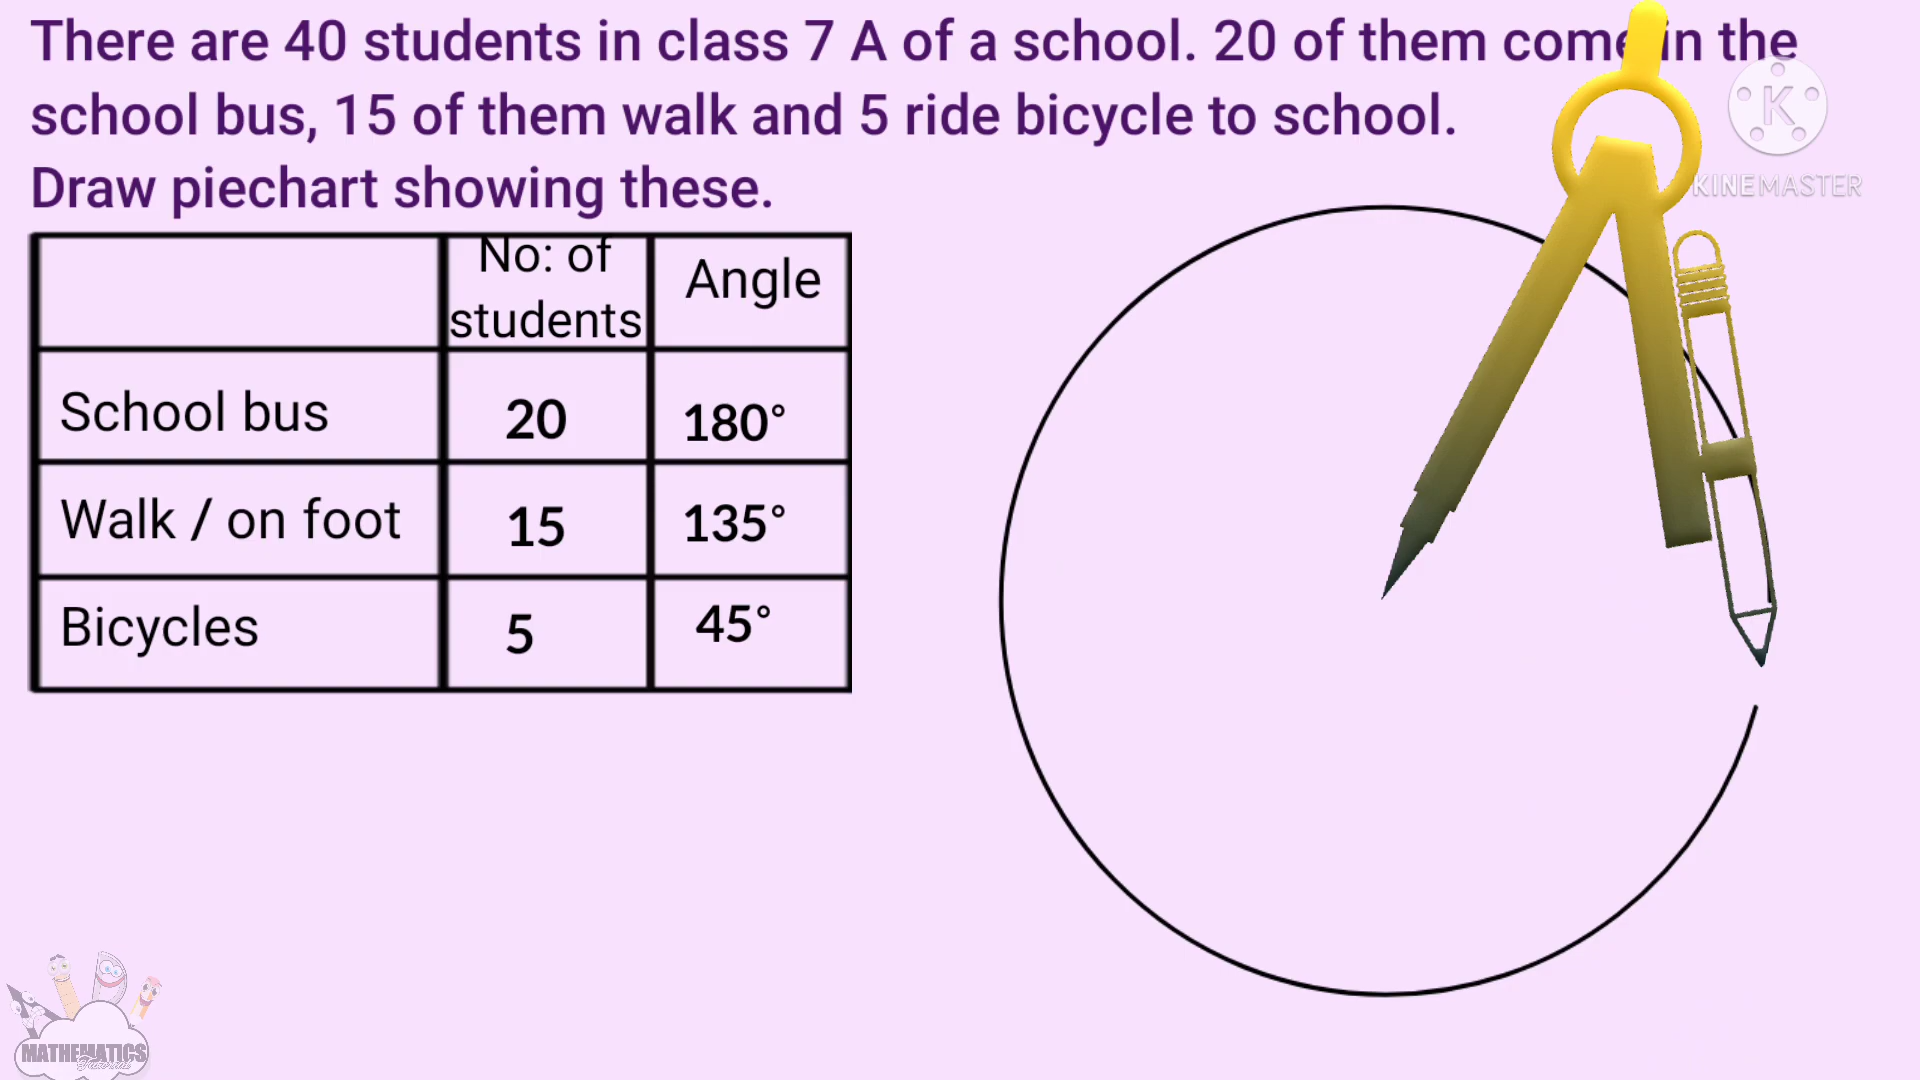 There are 40 students in class 7 A of a school. 20 of them come in the
school bus, 15 of them walk and 5 ride bicycle to school.
Draw piechart showing these.
No: of
students
Angle
School bus
20
180°
Walk / on foot
15
135°
Bicycles
5
45°
K
KINEMASTER
MATHEMATICS
Tutorial